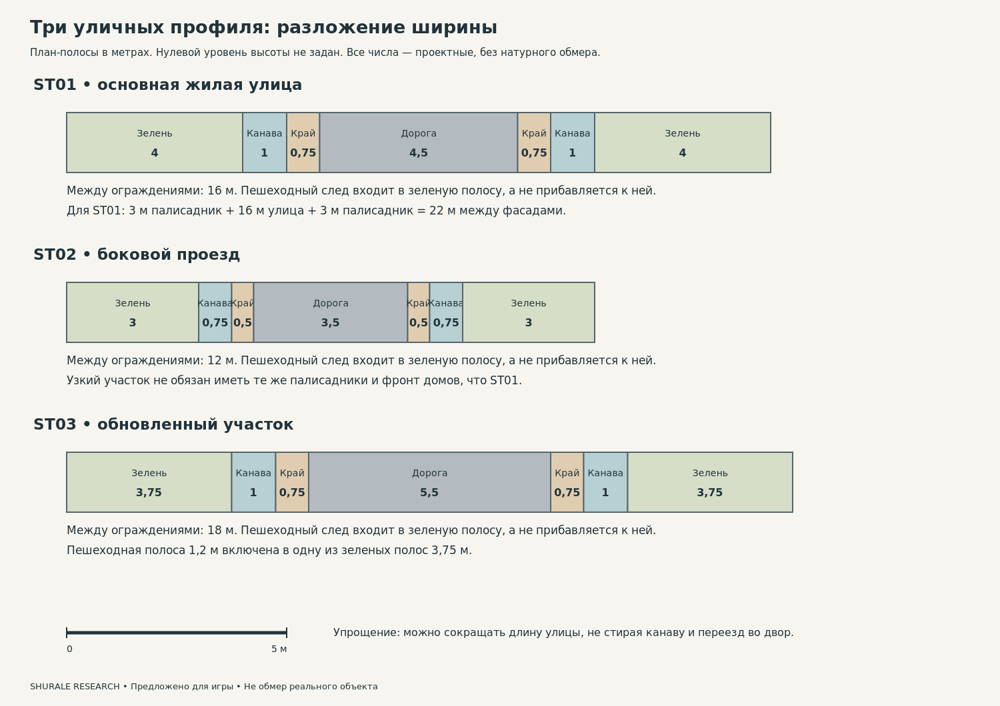 Три уличных профиля: разложение ширины
План-полосы в метрах. Нулевой уровень высоты не задан. Все числа — проектные, без натурного обмера.
ST01 • основная жилая улица
Зелень Канава Край Дорога Край Канава Зелень
4 1 0,75 4,5 0,75 1 4
Между ограждениями: 16 м. Пешеходный след входит в зеленую полосу, а не прибавляется к ней.
Для ST01: 3 м палисадник + 16 м улица + 3 м палисадник = 22 м между фасадами.
ST02 • боковой проезд
Зелень Канава Край Дорога Край Канава Зелень
3 0,75 0,5 3,5 0,5 0,75 3
Между ограждениями: 12 м. Пешеходный след входит в зеленую полосу, а не прибавляется к ней.
Узкий участок не обязан иметь те же палисадники и фронт домов, что ST01.
ST03 • обновленный участок
Зелень Канава Край Дорога Край Канава Зелень
3,75 1 0,75 5,5 0,75 1 3,75
Между ограждениями: 18 м. Пешеходный след входит в зеленую полосу, а не прибавляется к ней.
Пешеходная полоса 1,2 м включена в одну из зеленых полос 3,75 м.
Упрощение: можно сокращать длину улицы, не стирая канаву и переезд во двор.
0 5 м
SHURALE RESEARCH • Предложено для игры • Не обмер реального объекта